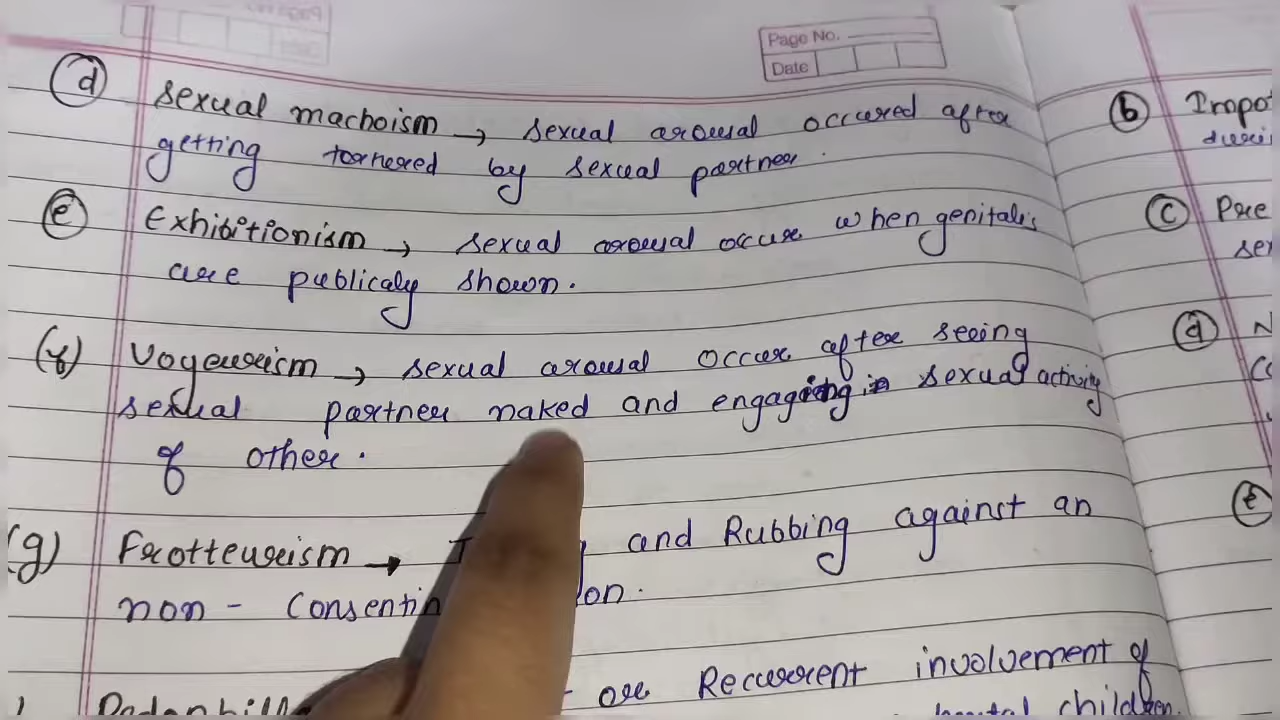 Page No.
Date
(d) Sexual machoism → sexual arousal occured after
getting tortured by sexual partner.
(e) Exhibitionism → sexual arousal occur when genitals
are publicaly shown.
(f) Voyeurism → sexual arousal occur after seeing
sexual partner naked and engaging in sexual activity
of other.
(g) Frotteurism → and Rubbing against an
non - Consentin
or Recurrent involvement of
children.
(b)
(c) Pre
(d) N